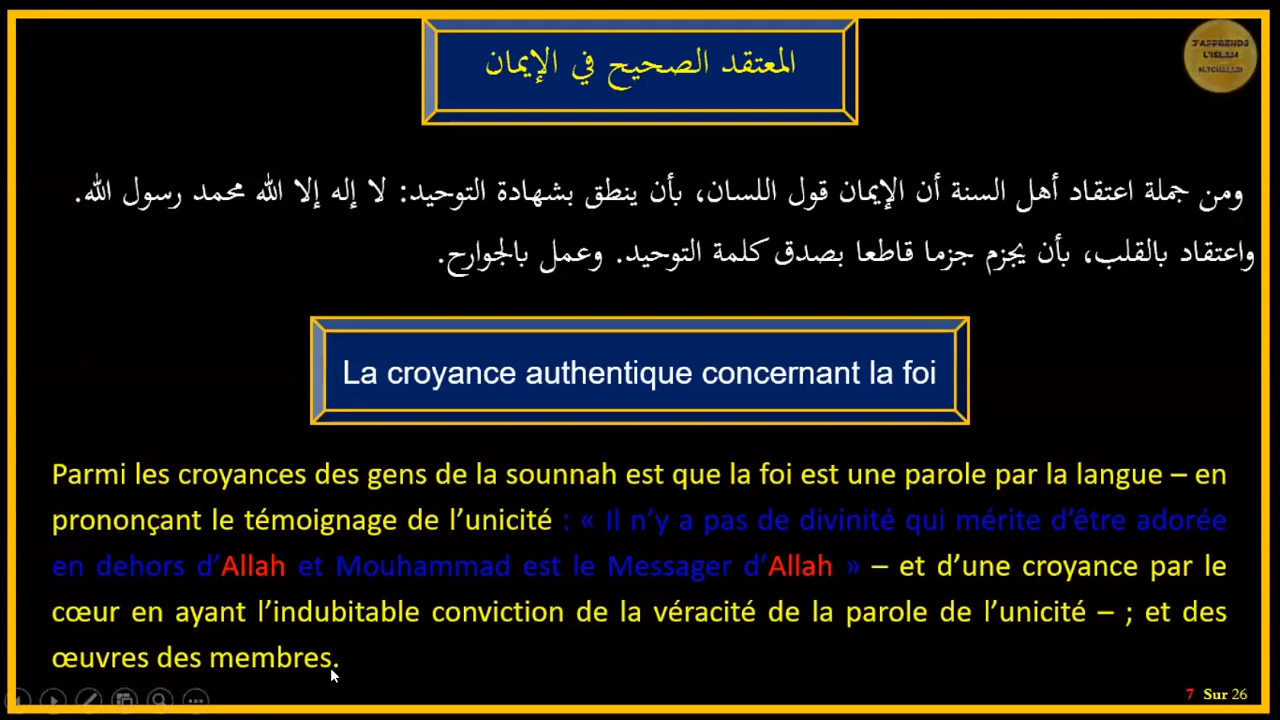 المعتقد الصحيح في الإيمان
J'APPRENDS
L'ISLAM
ومن جملة اعتقاد أهل السنة أن الإيمان قول اللسان، بأن ينطق بشهادة التوحيد: لا إله إلا الله محمد رسول الله.
واعتقاد بالقلب، بأن يجزم جزما قاطعا بصدق كلمة التوحيد. وعمل بالجوارح.
La croyance authentique concernant la foi
Parmi les croyances des gens de la sounnah est que la foi est une parole par la langue – en
prononçant le témoignage de l’unicité : « Il n’y a pas de divinité qui mérite d’être adorée
en dehors d’Allah et Mouhammad est le Messager d’Allah » – et d’une croyance par le
cœur en ayant l’indubitable conviction de la véracité de la parole de l’unicité – ; et des
œuvres des membres.
7 Sur 26